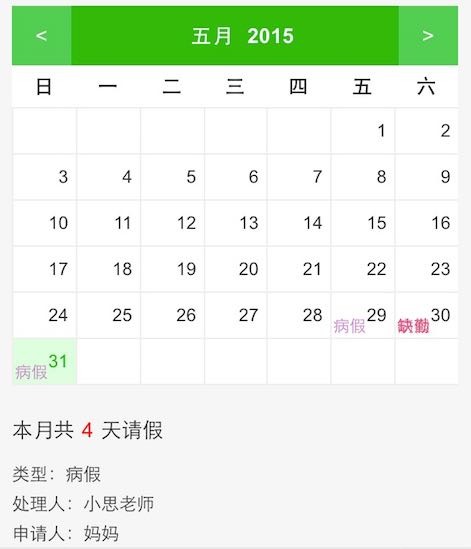 < 五月 2015 >
日 一 二 三 四 五 六
1 2
3 4 5 6 7 8 9
10 11 12 13 14 15 16
17 18 19 20 21 22 23
24 25 26 27 28 29 30
病假 缺勤
31
病假
本月共 4 天请假
类型：病假
处理人：小思老师
申请人：妈妈